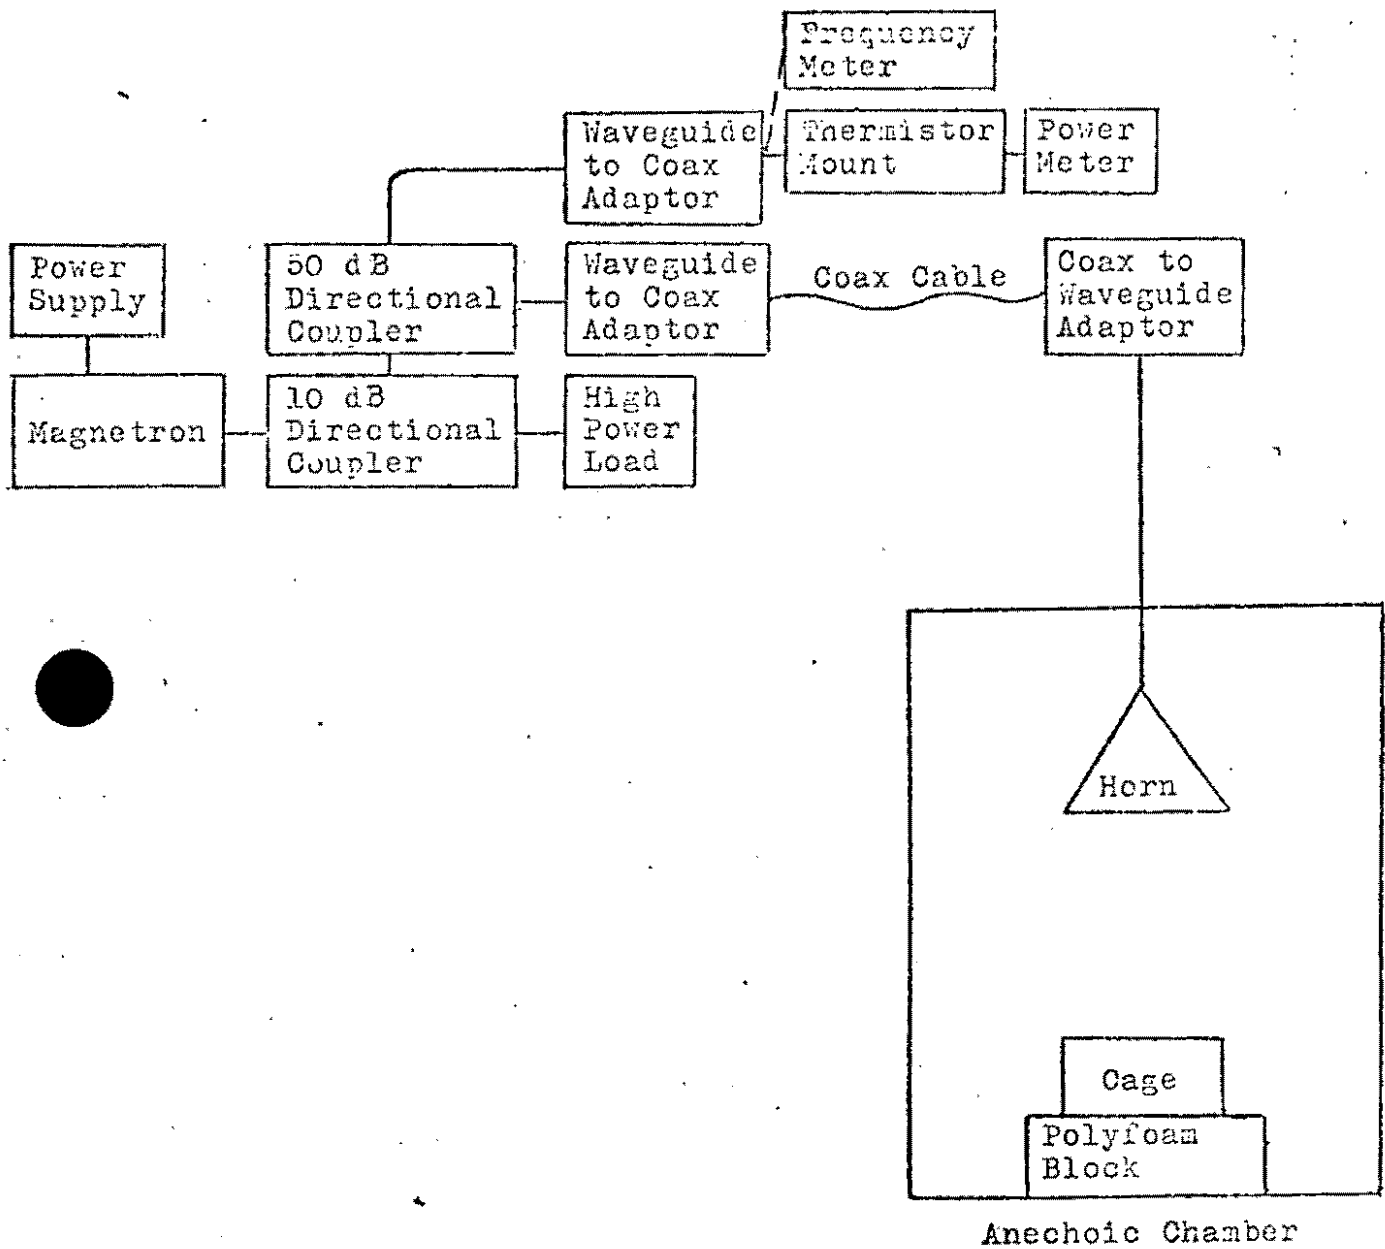 Frequency
Meter
Waveguide
to Coax
Adaptor
Thermistor
Mount
Power
Meter
Power
Supply
50 dB
Directional
Coupler
Waveguide
to Coax
Adaptor
Coax Cable
Coax to
Waveguide
Adaptor
Magnetron
10 dB
Directional
Coupler
High
Power
Load
Horn
Cage
Polyfoam
Block
Anechoic Chamber